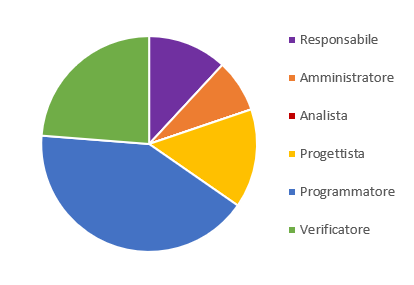 Responsabile
Amministratore
Analista
Progettista
Programmatore
Verificatore